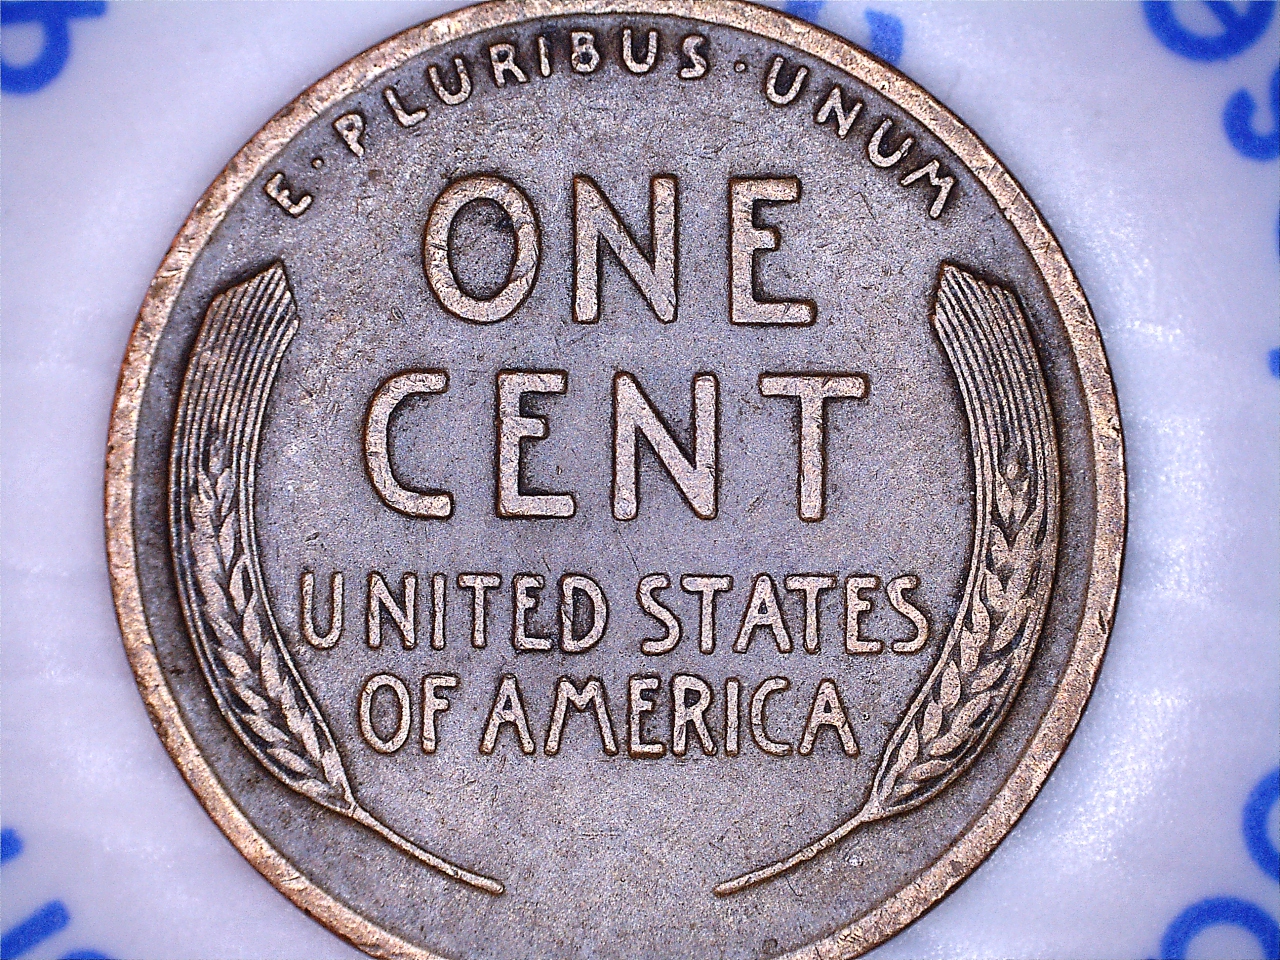 E·PLURIBUS·UNUM
ONE
CENT
UNITED STATES
OF AMERICA